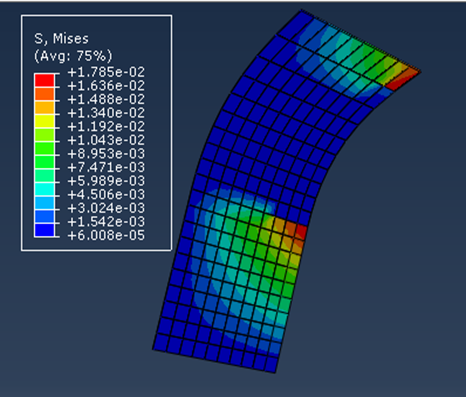 S, Mises
(Avg: 75%)
+1.785e-02
+1.636e-02
+1.488e-02
+1.340e-02
+1.192e-02
+1.043e-02
+8.953e-03
+7.471e-03
+5.989e-03
+4.506e-03
+3.024e-03
+1.542e-03
+6.008e-05